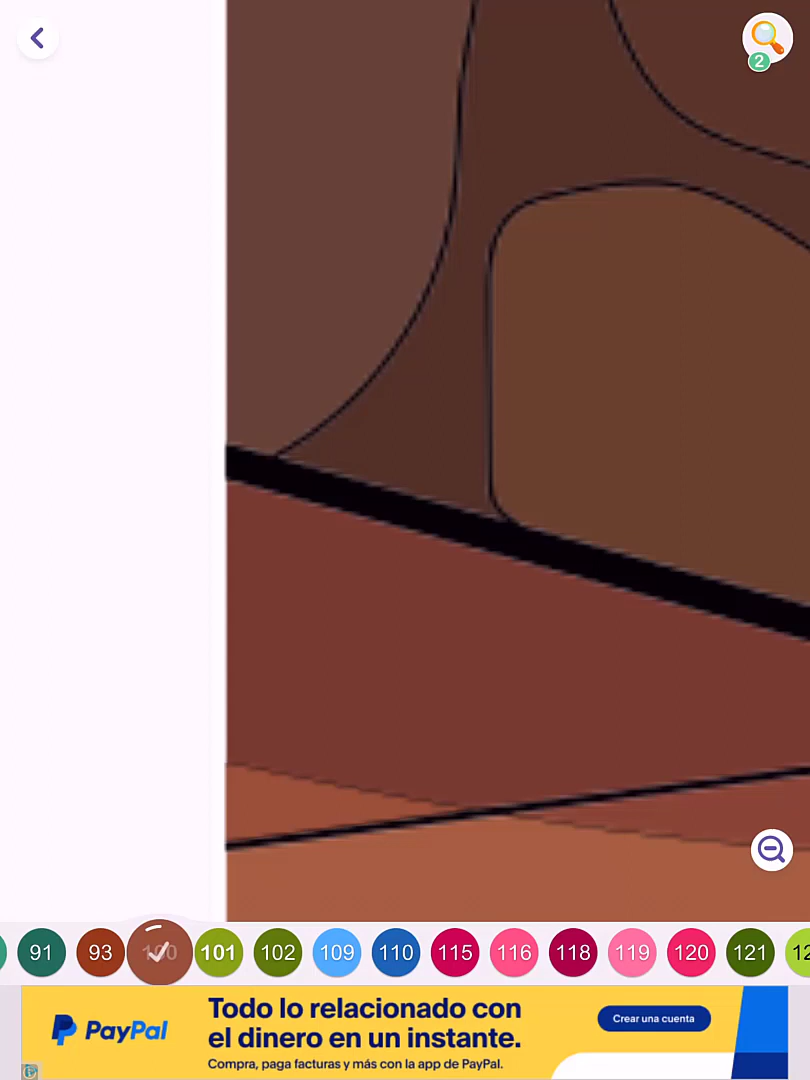 2
91 93 100 101 102 109 110 115 116 118 119 120 121
PayPal
Todo lo relacionado con
el dinero en un instante.
Compra, paga facturas y más con la app de PayPal.
Crear una cuenta